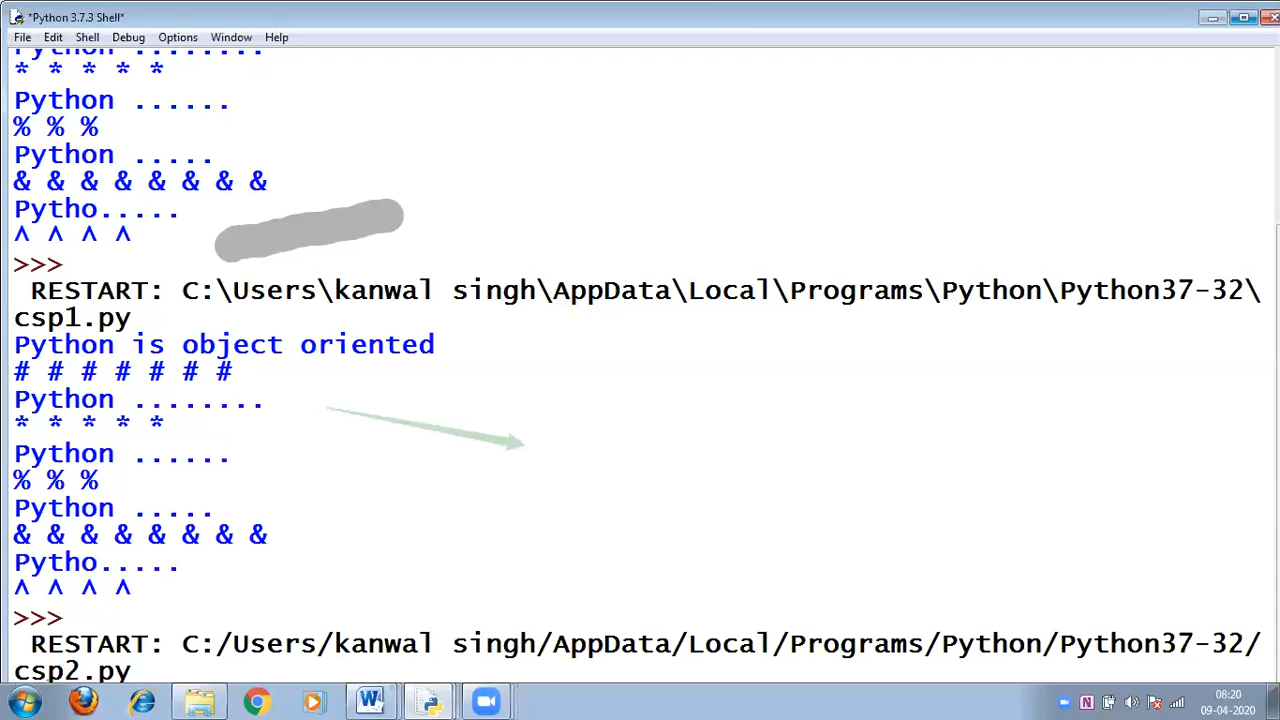 *Python 3.7.3 Shell*
File Edit Shell Debug Options Window Help
Python ........
* * * * *
Python ......
% % %
Python .....
& & & & & & & &
Pytho.....
^ ^ ^ ^
>>>
RESTART: C:\Users\kanwal singh\AppData\Local\Programs\Python\Python37-32\
csp1.py
Python is object oriented
# # # # # # #
Python ........
* * * * *
Python ......
% % %
Python .....
& & & & & & & &
Pytho.....
^ ^ ^ ^
>>>
RESTART: C:/Users/kanwal singh/AppData/Local/Programs/Python/Python37-32/
csp2.py
08:20
09-04-2020